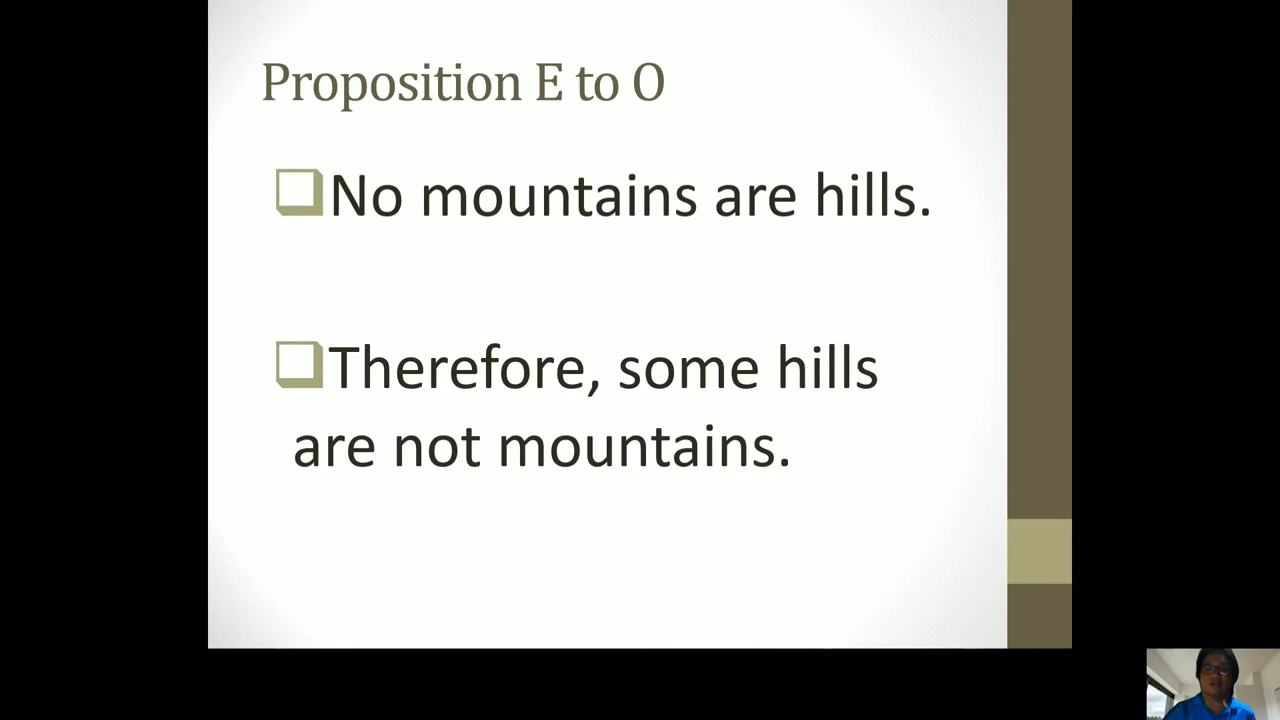 Proposition E to O
No mountains are hills.
Therefore, some hills
are not mountains.